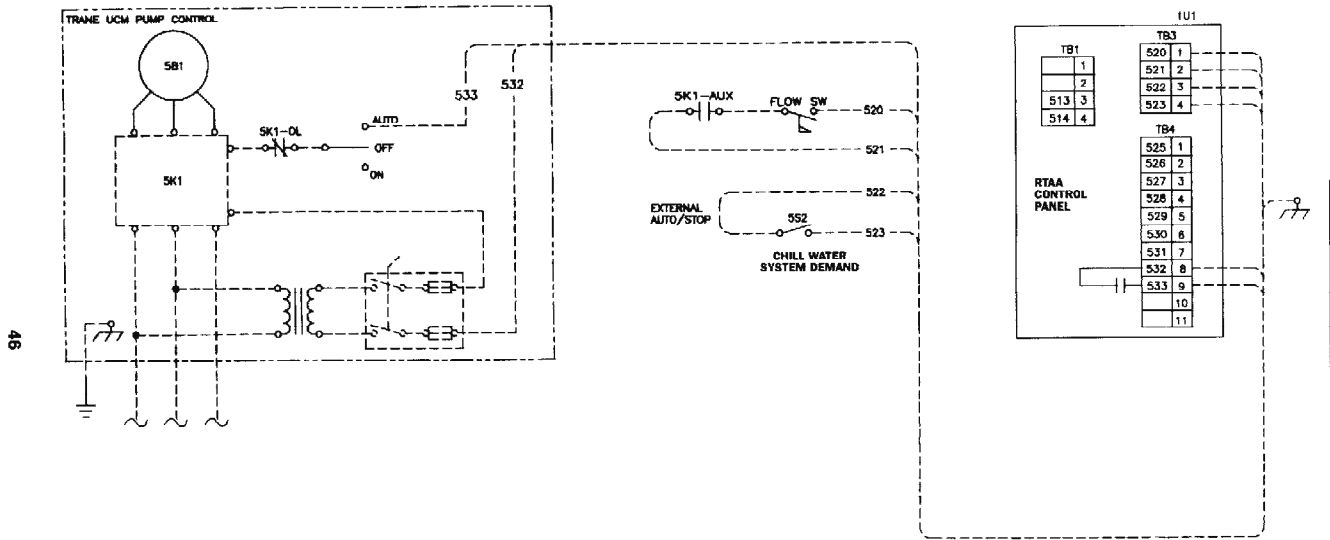 TRANE UCM PUMP CONTROL
5B1
5K1-OL
5K1
AUTO
OFF
ON
533
532
5K1-AUX
FLOW SW
520
521
EXTERNAL
AUTO/STOP
522
5S2
523
CHILL WATER
SYSTEM DEMAND
1U1
TB1
1
2
513 3
514 4
TB3
520 1
521 2
522 3
523 4
RTAA
CONTROL
PANEL
TB4
525 1
526 2
527 3
528 4
529 5
530 6
531 7
532 8
533 9
10
11
46